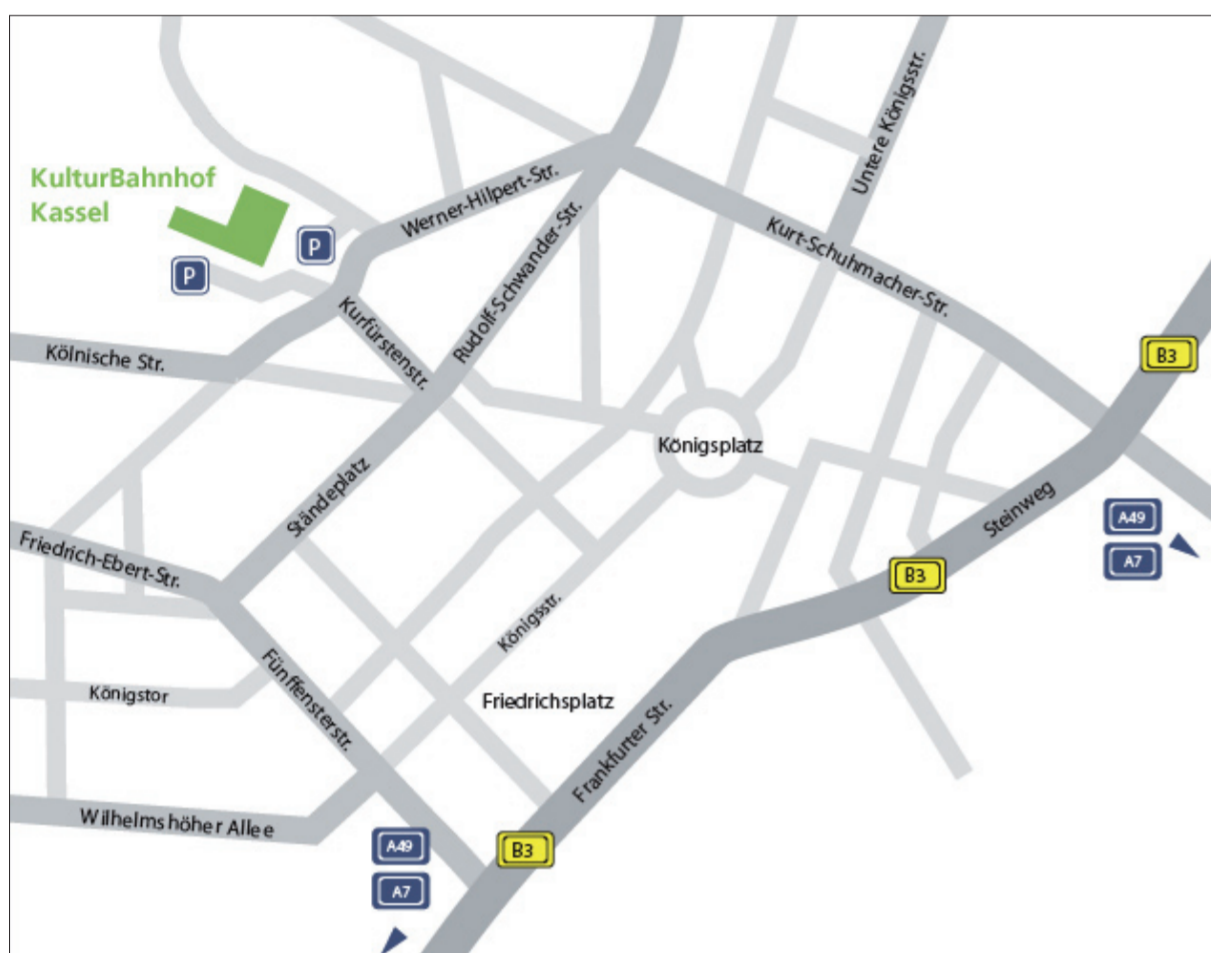 KulturBahnhof
Kassel
P
P
Werner-Hilpert-Str.
Untere Königsstr.
Kurt-Schuhmacher-Str.
Rudolf-Schwander-Str.
Kurfürstenstr.
Kölnische Str.
B3
Königsplatz
Ständeplatz
Steinweg
A49
A7
Friedrich-Ebert-Str.
B3
Königsstr.
Königstor
Fünffensterstr.
Friedrichsplatz
Frankfurter Str.
Wilhelmshöher Allee
A49
A7
B3